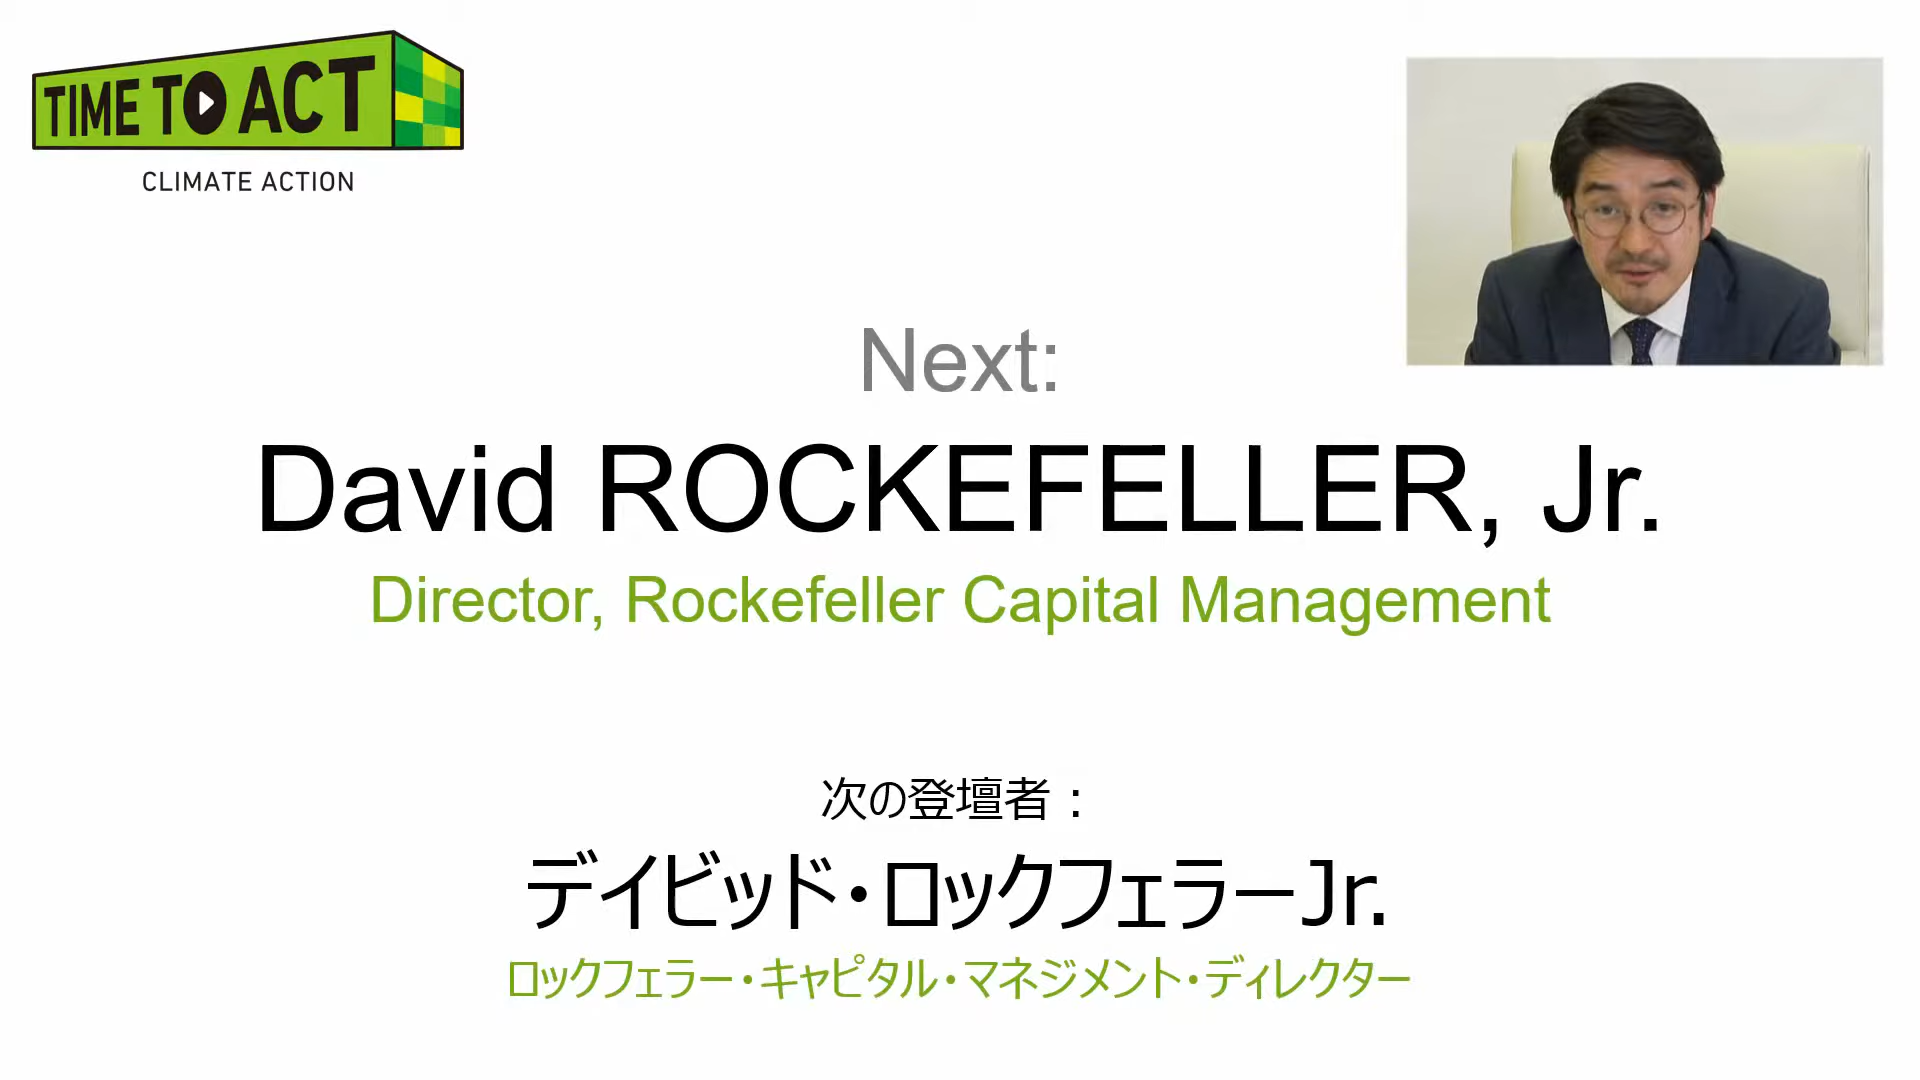 TIME TO ACT
CLIMATE ACTION
Next:
David ROCKEFELLER, Jr.
Director, Rockefeller Capital Management
次の登壇者：
デイビッド・ロックフェラーJr.
ロックフェラー・キャピタル・マネジメント・ディレクター